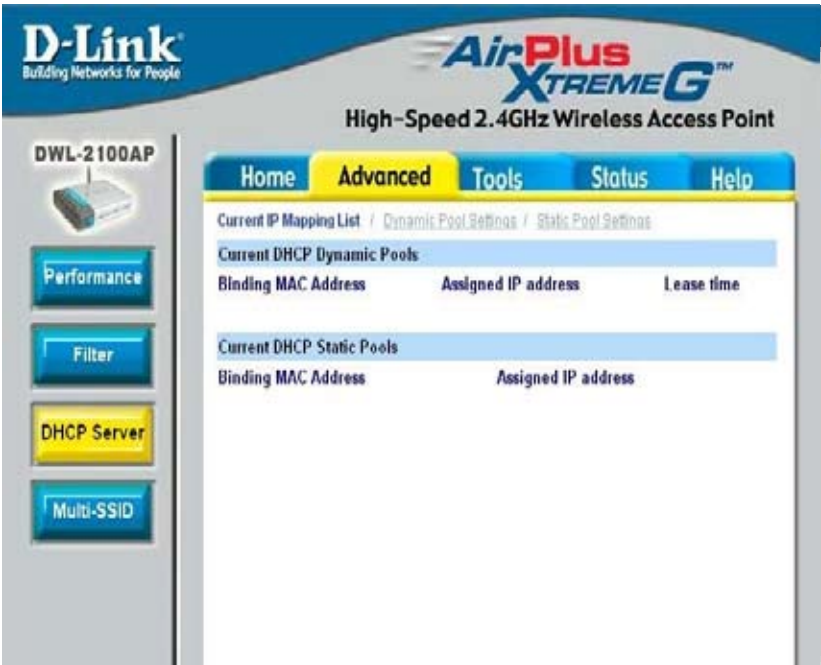 D-Link
Building Networks for People
AirPlus
XTREME G™
High-Speed 2.4GHz Wireless Access Point
DWL-2100AP
Home Advanced Tools Status Help
Current IP Mapping List / Dynamic Pool Settings / Static Pool Settings
Current DHCP Dynamic Pools
Binding MAC Address Assigned IP address Lease time
Current DHCP Static Pools
Binding MAC Address Assigned IP address
Performance
Filter
DHCP Server
Multi-SSID